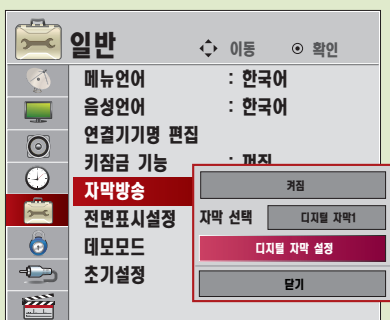 일반 이동 확인
메뉴언어 : 한국어
음성언어 : 한국어
연결기기명 편집
키잠금 기능 : 꺼짐
자막방송
전면표시설정
데모모드
초기설정
켜짐
자막 선택 디지털 자막1
디지털 자막 설정
닫기